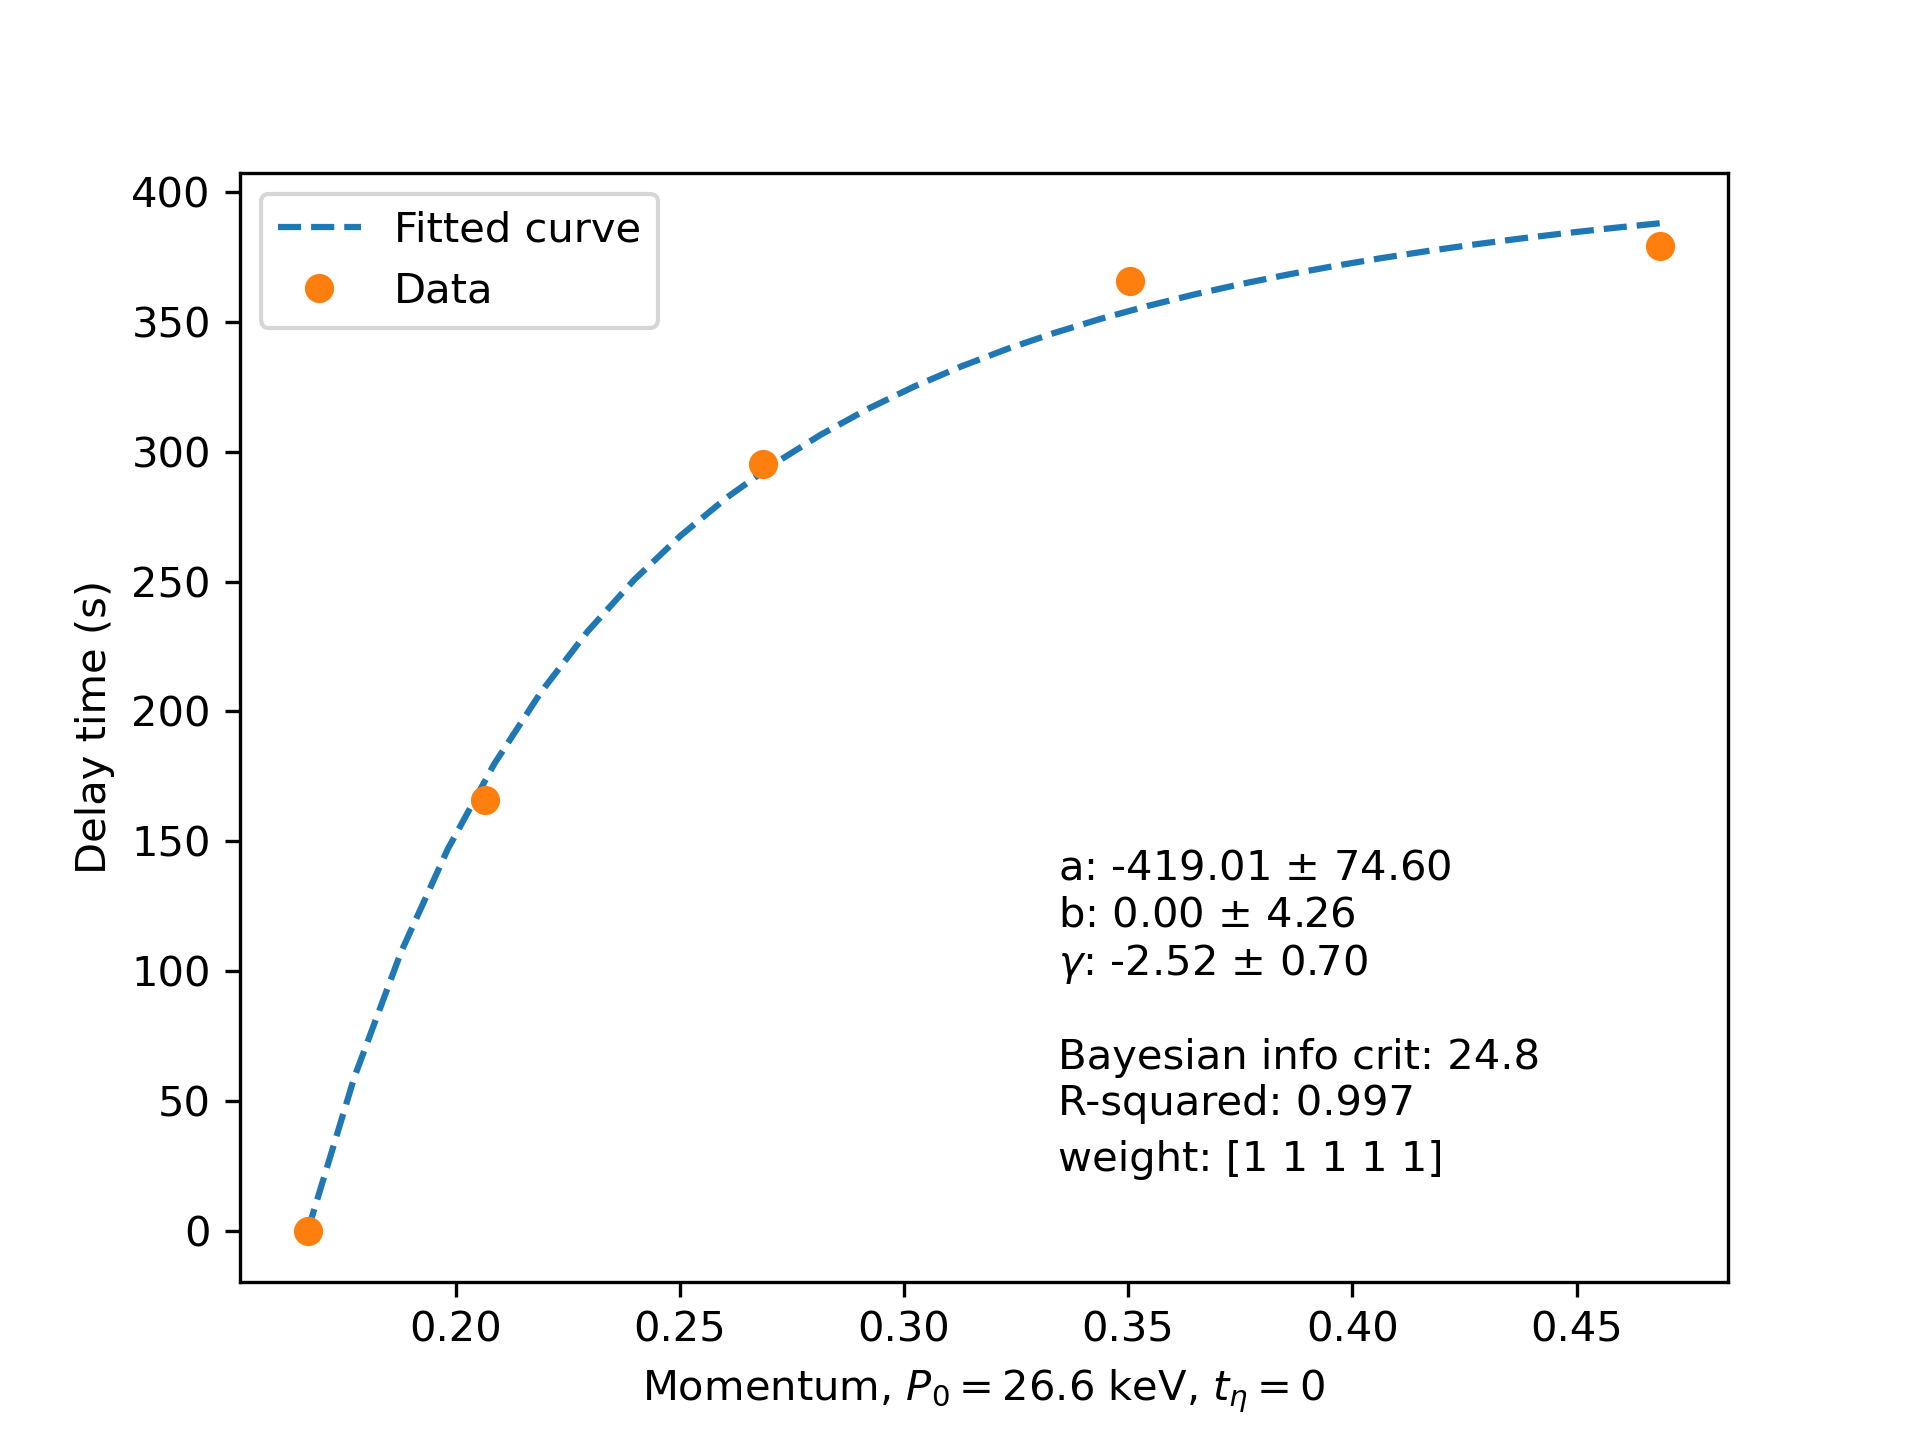 400
350
300
250
200
150
100
50
0
Delay time (s)
Fitted curve
Data
a: -419.01 ± 74.60
b: 0.00 ± 4.26
γ: -2.52 ± 0.70
Bayesian info crit: 24.8
R-squared: 0.997
weight: [1 1 1 1 1]
0.20 0.25 0.30 0.35 0.40 0.45
Momentum, P₀ = 26.6 keV, tη = 0